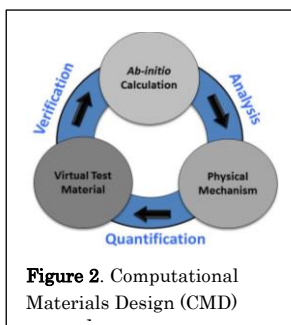 Ab-initio
Calculation
Analysis
Physical
Mechanism
Quantification
Virtual Test
Material
Verification
Figure 2. Computational
Materials Design (CMD)